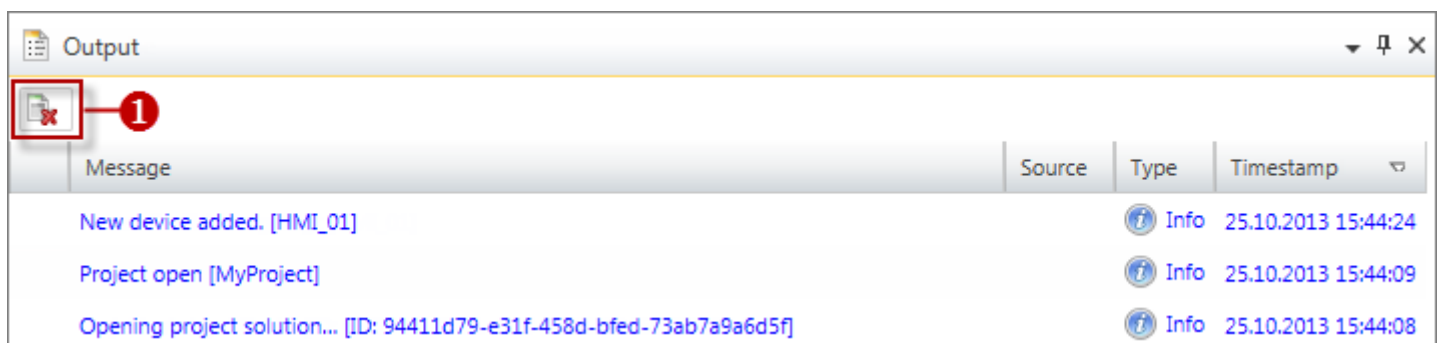 Output
1
Message Source Type Timestamp
New device added. [HMI_01] Info 25.10.2013 15:44:24
Project open [MyProject] Info 25.10.2013 15:44:09
Opening project solution... [ID: 94411d79-e31f-458d-bfed-73ab7a9a6d5f] Info 25.10.2013 15:44:08